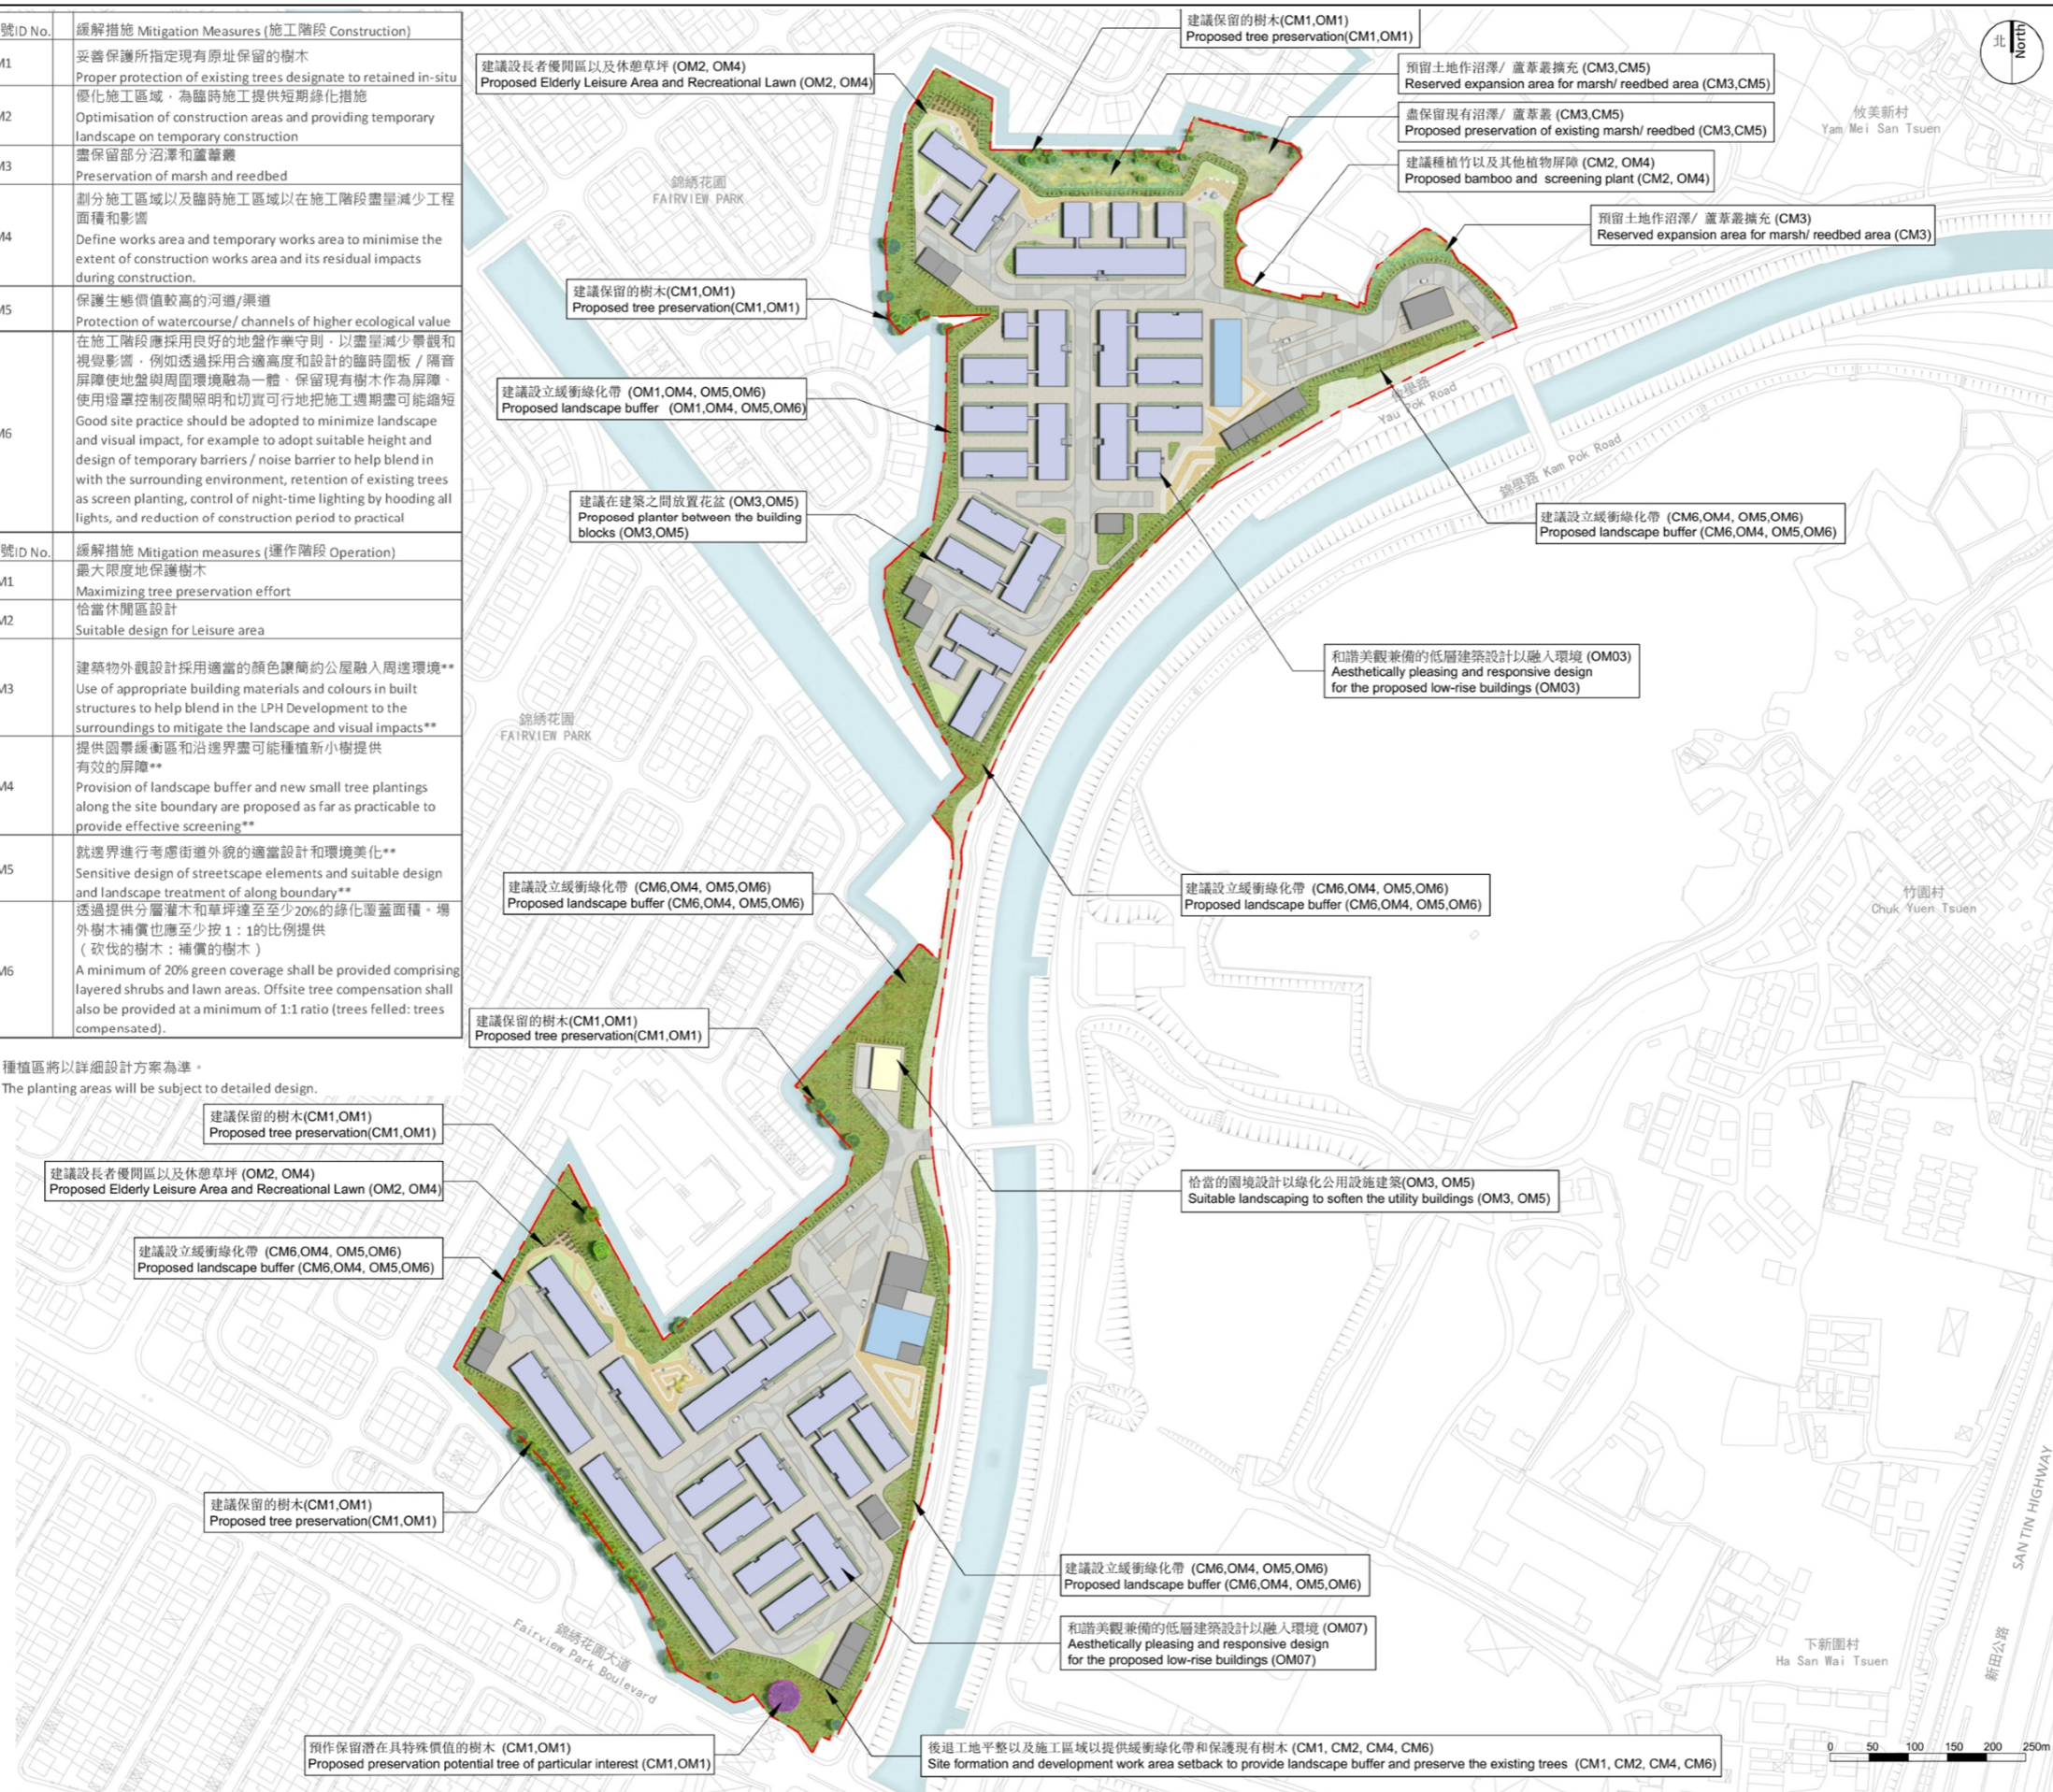 號ID No. 緩解措施 Mitigation Measures (施工階段 Construction)
M1 妥善保護所指定現有原址保留的樹木
Proper protection of existing trees designate to retained in-situ
M2 優化施工區域，為臨時施工提供短期綠化措施
Optimisation of construction areas and providing temporary
landscape on temporary construction
M3 盡保留部分沼澤和蘆葦叢
Preservation of marsh and reedbed
M4 劃分施工區域以及臨時施工區域以在施工階段盡量減少工程
面積和影響
Define works area and temporary works area to minimise the
extent of construction works area and its residual impacts
during construction.
M5 保護生態價值較高的河道/渠道
Protection of watercourse/ channels of higher ecological value
M6 在施工階段應採用良好的地盤作業守則，以盡量減少景觀和
視覺影響，例如透過採用合適高度和設計的臨時圍板 / 隔音
屏障使地盤與周圍環境融為一體、保留現有樹木作為屏障、
使用燈罩控制夜間照明和切實可行地把施工週期盡可能縮短
Good site practice should be adopted to minimize landscape
and visual impact, for example to adopt suitable height and
design of temporary barriers / noise barrier to help blend in
with the surrounding environment, retention of existing trees
as screen planting, control of night-time lighting by hooding all
lights, and reduction of construction period to practical
號ID No. 緩解措施 Mitigation measures (運作階段 Operation)
M1 最大限度地保護樹木
Maximizing tree preservation effort
M2 恰當休閒區設計
Suitable design for Leisure area
M3 建築物外觀設計採用適當的顏色讓簡約公屋融入周邊環境**
Use of appropriate building materials and colours in built
structures to help blend in the LPH Development to the
surroundings to mitigate the landscape and visual impacts**
M4 提供園景緩衝區和沿邊界盡可能種植新小樹提供
有效的屏障**
Provision of landscape buffer and new small tree plantings
along the site boundary are proposed as far as practicable to
provide effective screening**
M5 就邊界進行考慮街道外貌的適當設計和環境美化**
Sensitive design of streetscape elements and suitable design
and landscape treatment of along boundary**
M6 透過提供分層灌木和草坪達至至少20%的綠化覆蓋面積。場
外樹木補償也應至少按 1：1的比例提供
（砍伐的樹木：補償的樹木）
A minimum of 20% green coverage shall be provided comprising
layered shrubs and lawn areas. Offsite tree compensation shall
also be provided at a minimum of 1:1 ratio (trees felled: trees
compensated).
種植區將以詳細設計方案為準。
The planting areas will be subject to detailed design.
建議保留的樹木(CM1,OM1)
Proposed tree preservation(CM1,OM1)
建議設長者優閒區以及休憩草坪 (OM2, OM4)
Proposed Elderly Leisure Area and Recreational Lawn (OM2, OM4)
預留土地作沼澤/ 蘆葦叢擴充 (CM3,CM5)
Reserved expansion area for marsh/ reedbed area (CM3,CM5)
盡保留現有沼澤/ 蘆葦叢 (CM3,CM5)
Proposed preservation of existing marsh/ reedbed (CM3,CM5)
建議種植竹以及其他植物屏障 (CM2, OM4)
Proposed bamboo and screening plant (CM2, OM4)
預留土地作沼澤/ 蘆葦叢擴充 (CM3)
Reserved expansion area for marsh/ reedbed area (CM3)
北
North
攸美新村
Yam Mei San Tsuen
錦綉花園
FAIRVIEW PARK
建議保留的樹木(CM1,OM1)
Proposed tree preservation(CM1,OM1)
建議設立緩衝綠化帶 (OM1,OM4, OM5,OM6)
Proposed landscape buffer (OM1,OM4, OM5,OM6)
Yau Pok Road
錦壆路 Kam Pok Road
建議在建築之間放置花盆 (OM3,OM5)
Proposed planter between the building
blocks (OM3,OM5)
建議設立緩衝綠化帶 (CM6,OM4, OM5,OM6)
Proposed landscape buffer (CM6,OM4, OM5,OM6)
和諧美觀兼備的低層建築設計以融入環境 (OM03)
Aesthetically pleasing and responsive design
for the proposed low-rise buildings (OM03)
錦綉花園
FAIRVIEW PARK
建議設立緩衝綠化帶 (CM6,OM4, OM5,OM6)
Proposed landscape buffer (CM6,OM4, OM5,OM6)
建議設立緩衝綠化帶 (CM6,OM4, OM5,OM6)
Proposed landscape buffer (CM6,OM4, OM5,OM6)
竹園村
Chuk Yuen Tsuen
建議保留的樹木(CM1,OM1)
Proposed tree preservation(CM1,OM1)
建議保留的樹木(CM1,OM1)
Proposed tree preservation(CM1,OM1)
建議設長者優閒區以及休憩草坪 (OM2, OM4)
Proposed Elderly Leisure Area and Recreational Lawn (OM2, OM4)
恰當的園境設計以綠化公用設施建築(OM3, OM5)
Suitable landscaping to soften the utility buildings (OM3, OM5)
建議設立緩衝綠化帶 (CM6,OM4, OM5,OM6)
Proposed landscape buffer (CM6,OM4, OM5,OM6)
建議保留的樹木(CM1,OM1)
Proposed tree preservation(CM1,OM1)
建議設立緩衝綠化帶 (CM6,OM4, OM5,OM6)
Proposed landscape buffer (CM6,OM4, OM5,OM6)
和諧美觀兼備的低層建築設計以融入環境 (OM07)
Aesthetically pleasing and responsive design
for the proposed low-rise buildings (OM07)
錦綉花園大道
Fairview Park Boulevard
下新圍村
Ha San Wai Tsuen
新田公路
SAN TIN HIGHWAY
預作保留潛在具特殊價值的樹木 (CM1,OM1)
Proposed preservation potential tree of particular interest (CM1,OM1)
後退工地平整以及施工區域以提供緩衝綠化帶和保護現有樹木 (CM1, CM2, CM4, CM6)
Site formation and development work area setback to provide landscape buffer and preserve the existing trees (CM1, CM2, CM4, CM6)
0 50 100 150 200 250m